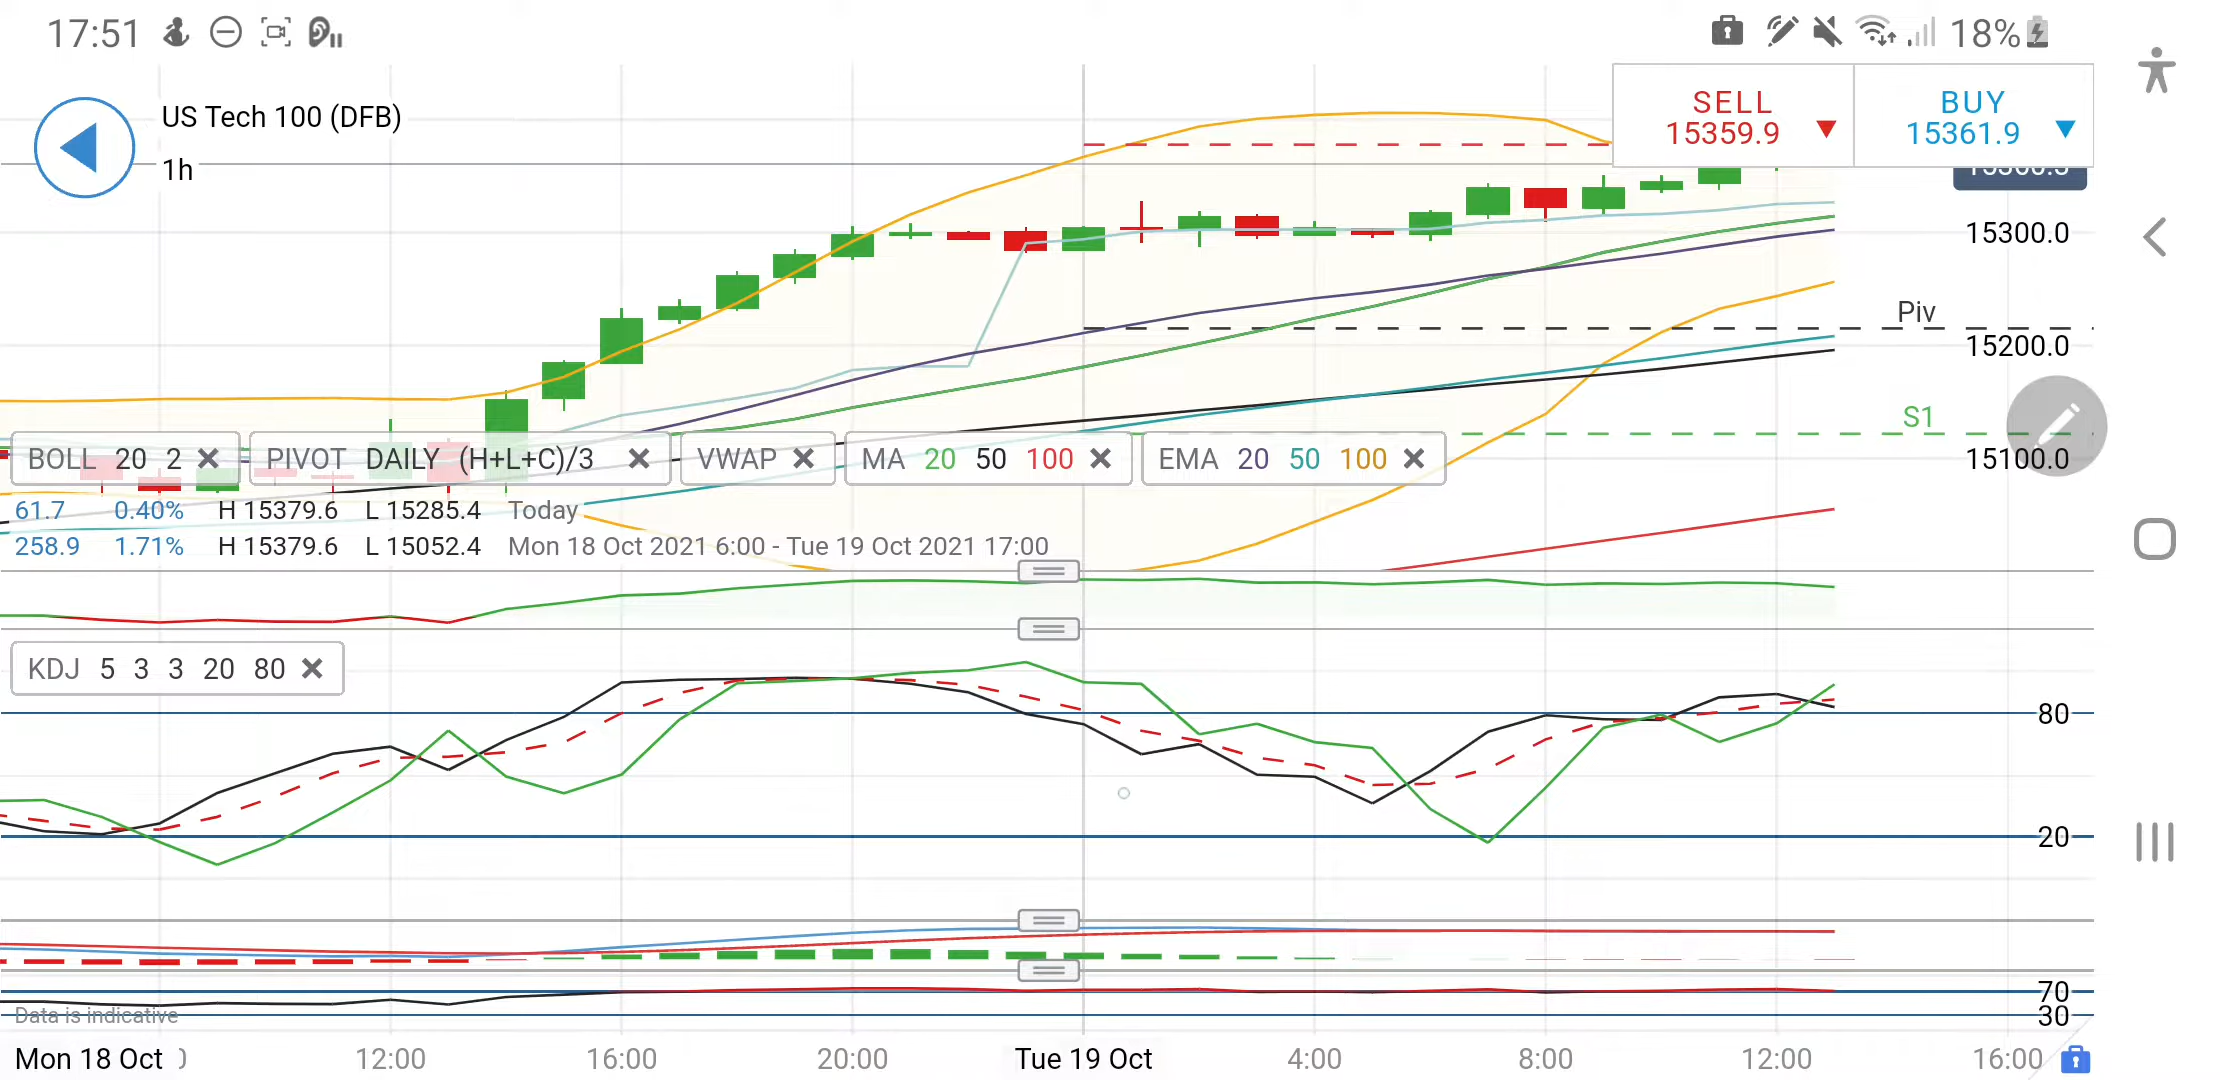 17:51
18%
US Tech 100 (DFB)
1h
SELL
15359.9
BUY
15361.9
15300.0
Piv
15200.0
S1
15100.0
BOLL 20 2
PIVOT DAILY (H+L+C)/3
VWAP
MA 20 50 100
EMA 20 50 100
61.7 0.40% H 15379.6 L 15285.4 Today
258.9 1.71% H 15379.6 L 15052.4 Mon 18 Oct 2021 6:00 - Tue 19 Oct 2021 17:00
KDJ 5 3 3 20 80
80
20
70
30
Data is indicative
Mon 18 Oct 12:00 16:00 20:00 Tue 19 Oct 4:00 8:00 12:00 16:00